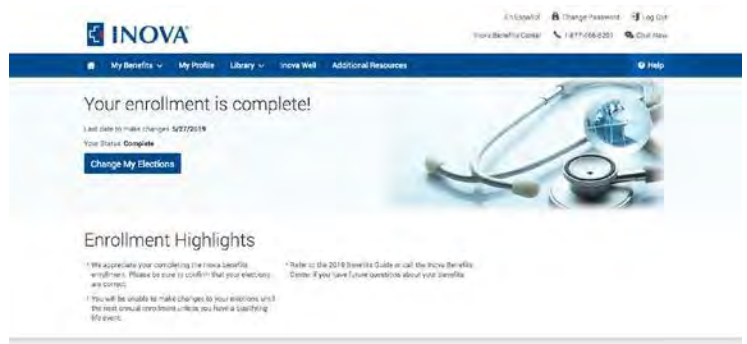 En Español Change Password Log Out
INOVA
Inova Benefits Center Chat Now
My Benefits My Profile Library Inova Well Additional Resources Help
Your enrollment is complete!
Last date to make changes 5/27/2019
Your Status Complete
Change My Elections
Enrollment Highlights
We appreciate your completing the Inova benefits
enrollment. Please be sure to confirm that your elections
are correct.
You will be unable to make changes to your elections until
the next annual enrollment unless you have a qualifying
life event.
Refer to the 2019 Benefits Guide or call the Inova Benefits
Center if you have future questions about your benefits.